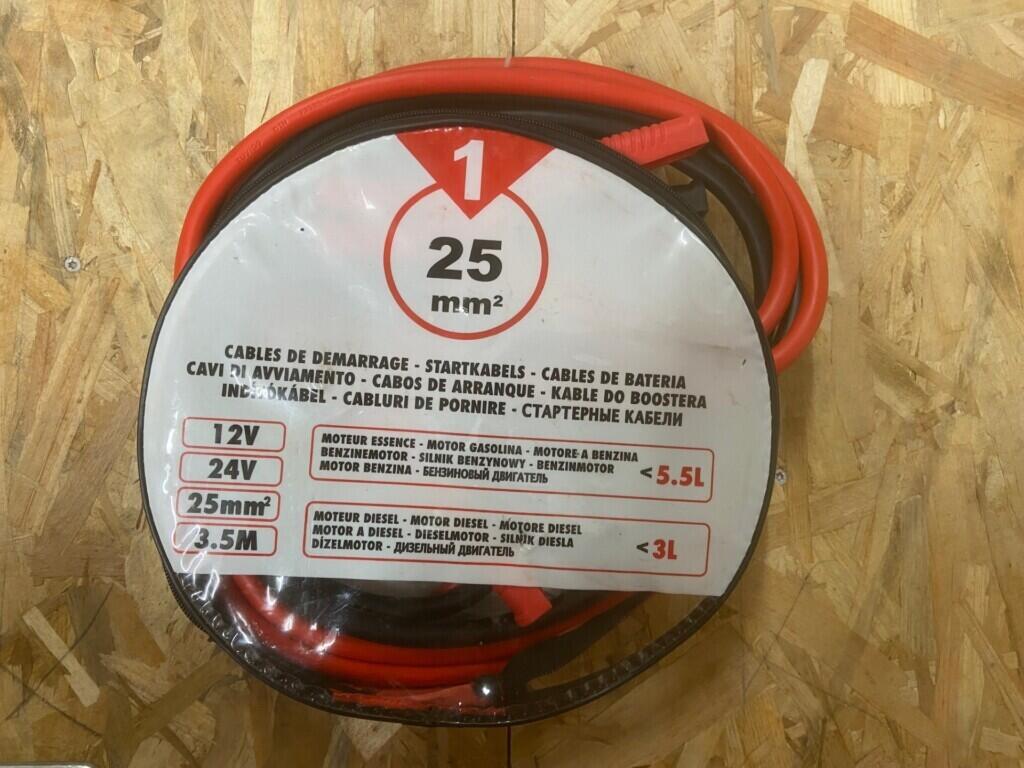 1
25
mm²
CABLES DE DEMARRAGE - STARTKABELS - CABLES DE BATERIA
CAVI DI AVVIAMENTO - CABOS DE ARRANQUE - KABLE DO BOOSTERA
INDÍTÓKÁBEL - CABLURI DE PORNIRE - СТАРТЕРНЫЕ КАБЕЛИ
12V
24V
25mm²
3.5M
MOTEUR ESSENCE - MOTOR GASOLINA - MOTORE A BENZINA
BENZINEMOTOR - SILNIK BENZYNOWY - BENZINMOTOR
MOTOR BENZINA - БЕНЗИНОВЫЙ ДВИГАТЕЛЬ
< 5.5L
MOTEUR DIESEL - MOTOR DIESEL - MOTORE DIESEL
MOTOR A DIESEL - DIESELMOTOR - SILNIK DIESLA
DÍZELMOTOR - ДИЗЕЛЬНЫЙ ДВИГАТЕЛЬ
< 3L